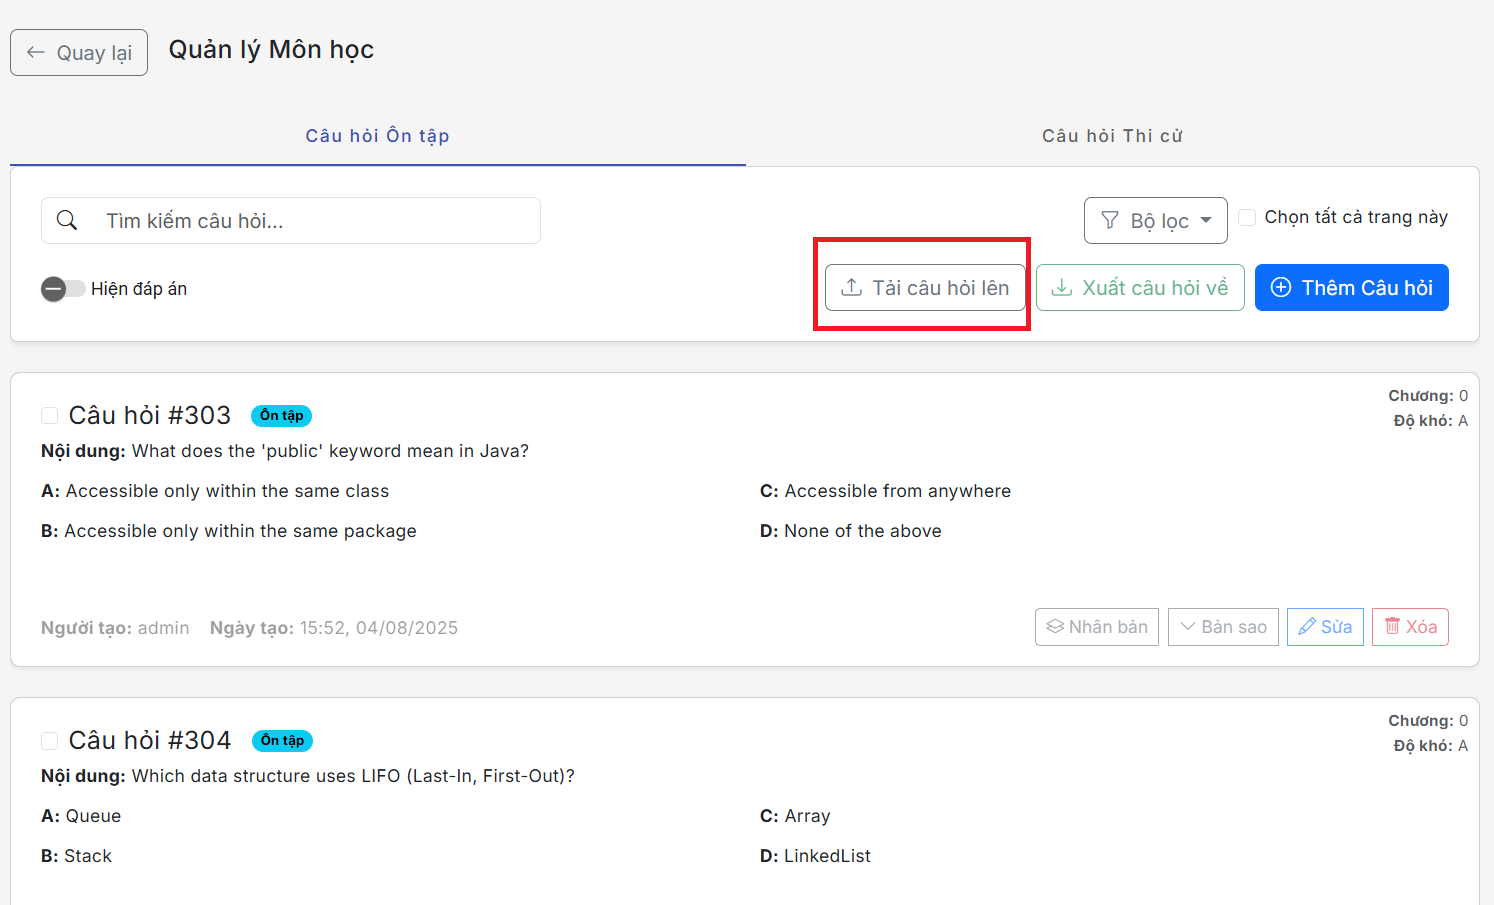 Quay lại
Quản lý Môn học
Câu hỏi Ôn tập
Câu hỏi Thi cử
Tìm kiếm câu hỏi...
Bộ lọc
Chọn tất cả trang này
Hiện đáp án
Tải câu hỏi lên
Xuất câu hỏi về
Thêm Câu hỏi
Câu hỏi #303 Ôn tập
Chương: 0
Độ khó: A
Nội dung: What does the 'public' keyword mean in Java?
A: Accessible only within the same class
C: Accessible from anywhere
B: Accessible only within the same package
D: None of the above
Người tạo: admin Ngày tạo: 15:52, 04/08/2025
Nhân bản
Bản sao
Sửa
Xóa
Câu hỏi #304 Ôn tập
Chương: 0
Độ khó: A
Nội dung: Which data structure uses LIFO (Last-In, First-Out)?
A: Queue
C: Array
B: Stack
D: LinkedList